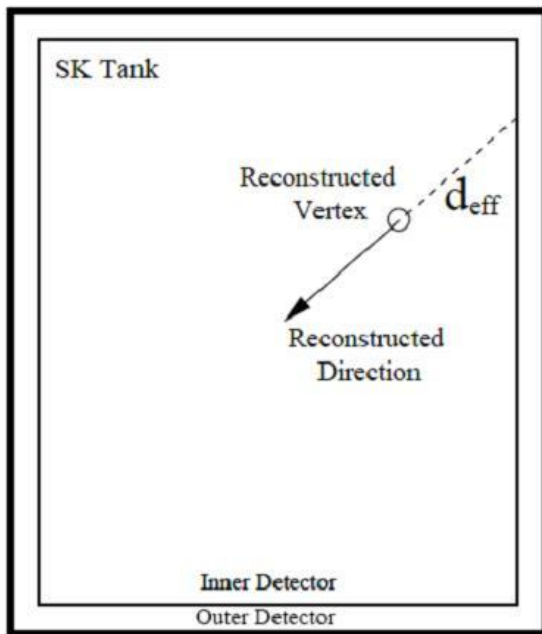 SK Tank
Reconstructed
Vertex
deff
Reconstructed
Direction
Inner Detector
Outer Detector